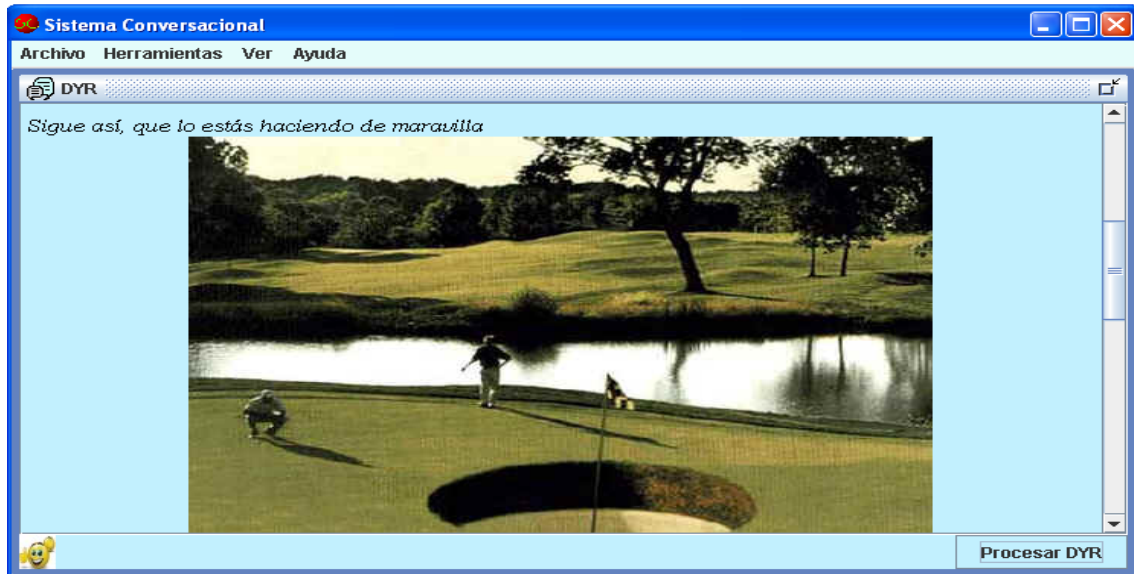 Sistema Conversacional
Archivo Herramientas Ver Ayuda
DYR
Sigue así, que lo estás haciendo de maravilla
Procesar DYR